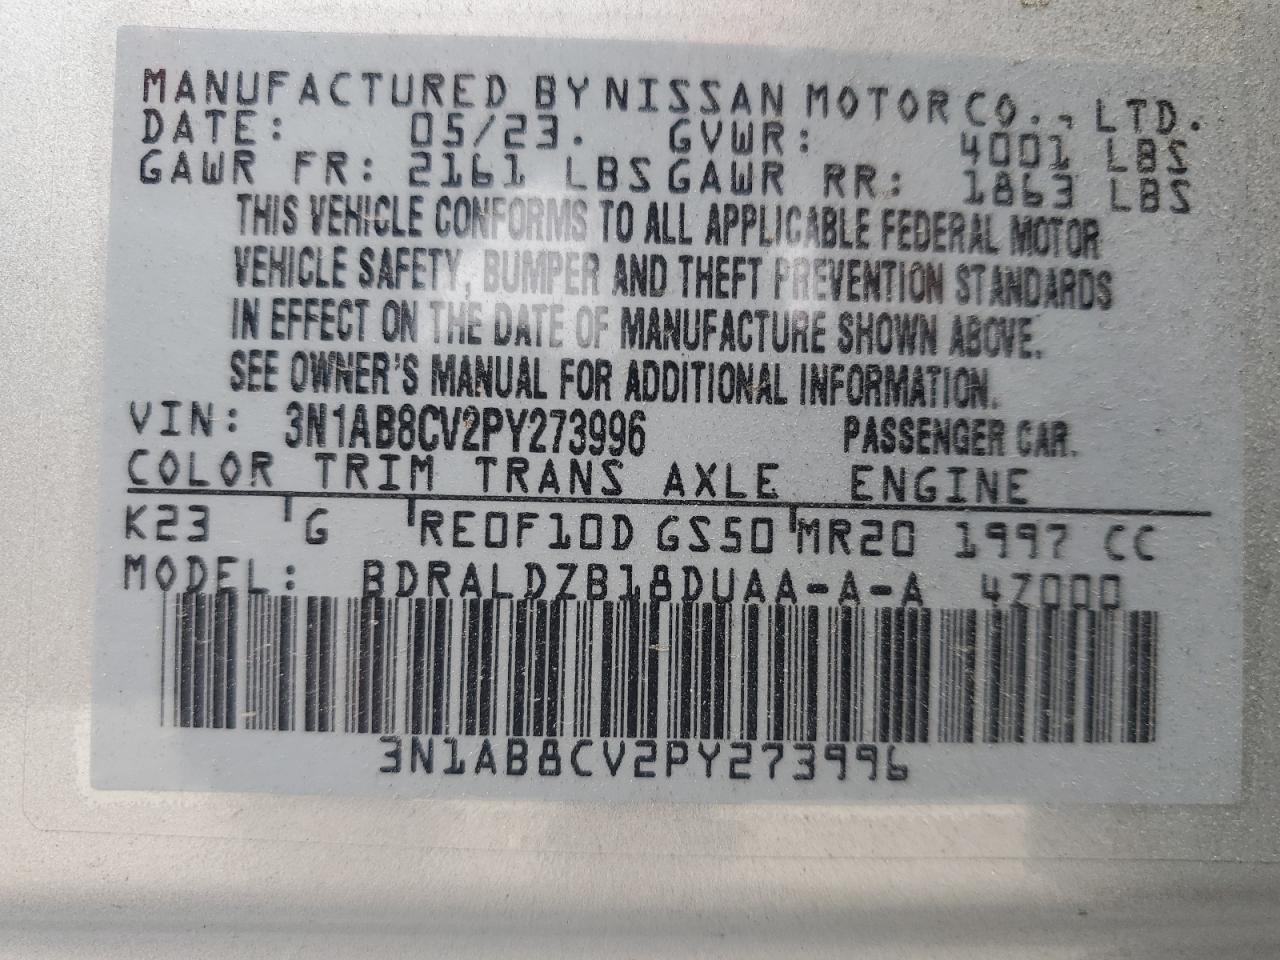 MANUFACTURED BY NISSAN MOTOR CO., LTD.
DATE: 05/23. GVWR: 4001 LBS
GAWR FR: 2161 LBS GAWR RR: 1863 LBS
THIS VEHICLE CONFORMS TO ALL APPLICABLE FEDERAL MOTOR
VEHICLE SAFETY, BUMPER AND THEFT PREVENTION STANDARDS
IN EFFECT ON THE DATE OF MANUFACTURE SHOWN ABOVE.
SEE OWNER'S MANUAL FOR ADDITIONAL INFORMATION.
VIN: 3N1AB8CV2PY273996 PASSENGER CAR.
COLOR TRIM TRANS AXLE ENGINE
K23 G RE0F10D GS50 MR20 1997 CC
MODEL: BDRALDZB18DUAA-A-A 4Z000
3N1AB8CV2PY273996